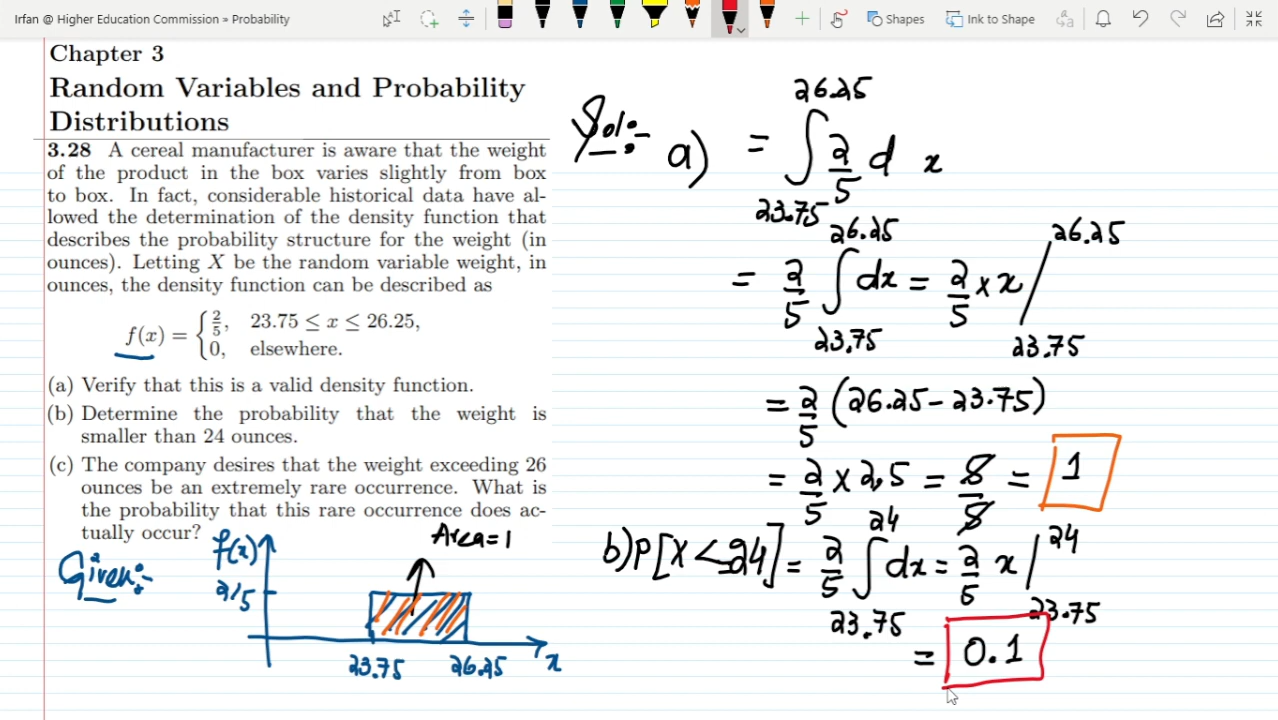 Irfan @ Higher Education Commission » Probability
Shapes
Ink to Shape
Chapter 3
Random Variables and Probability
Distributions
3.28 A cereal manufacturer is aware that the weight
of the product in the box varies slightly from box
to box. In fact, considerable historical data have al-
lowed the determination of the density function that
describes the probability structure for the weight (in
ounces). Letting X be the random variable weight, in
ounces, the density function can be described as
f(x) = { 2/5, 23.75 ≤ x ≤ 26.25,
0, elsewhere.
(a) Verify that this is a valid density function.
(b) Determine the probability that the weight is
smaller than 24 ounces.
(c) The company desires that the weight exceeding 26
ounces be an extremely rare occurrence. What is
the probability that this rare occurrence does ac-
tually occur?
Given:-
f(x)
2/5
Area=1
23.75 26.25 x
Sol:-
a) = ∫_{23.75}^{26.25} 2/5 d x
= 2/5 ∫_{23.75}^{26.25} dx = 2/5 × x |_{23.75}^{26.25}
= 2/5 (26.25-23.75)
= 2/5 × 2.5 = 5/5 = 1
b) P[X ≤ 24] = 2/5 ∫_{23.75}^{24} dx = 2/5 x |_{23.75}^{24}
= 0.1